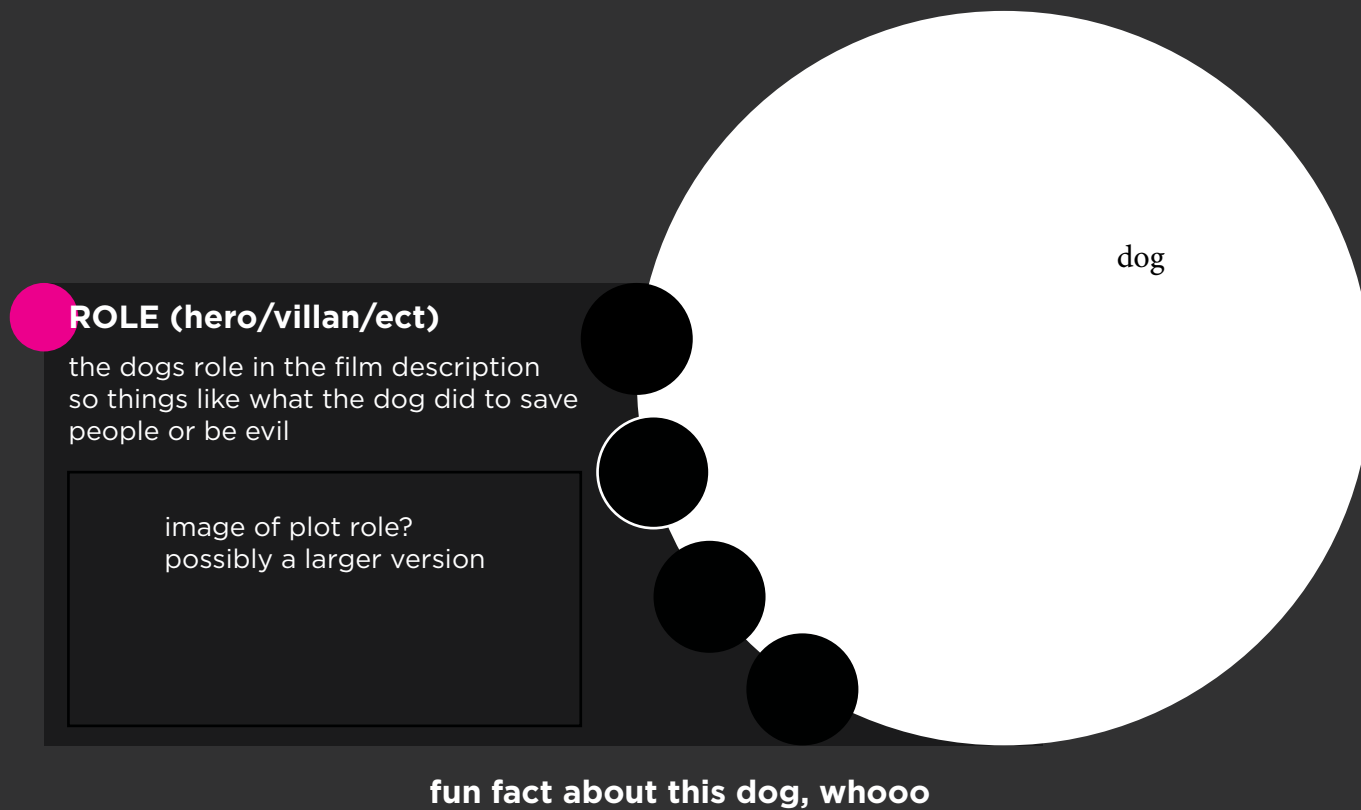 dog
ROLE (hero/villan/ect)
the dogs role in the film description
so things like what the dog did to save
people or be evil
image of plot role?
possibly a larger version
fun fact about this dog, whooo